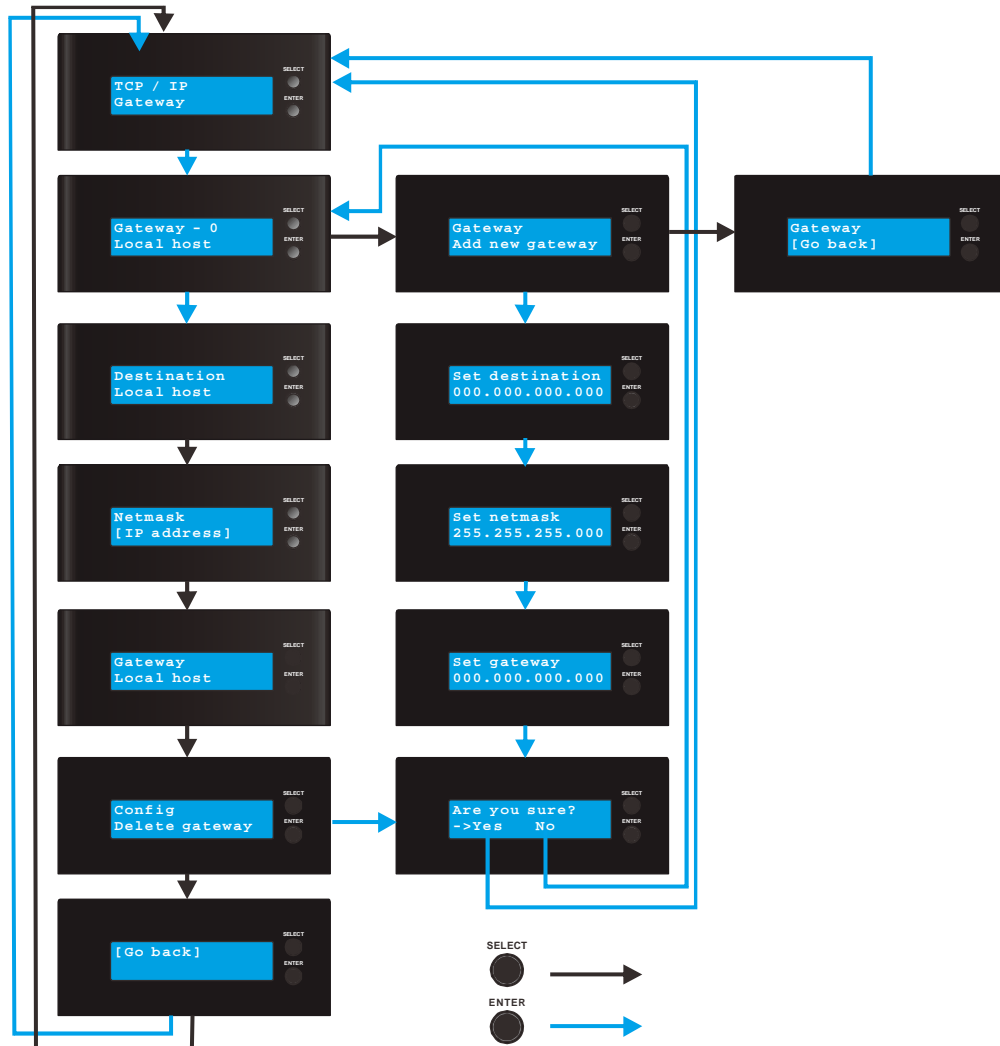 SELECT
TCP / IP
ENTER
Gateway
SELECT
Gateway - 0
ENTER
Local host
SELECT
Gateway
ENTER
Add new gateway
SELECT
Gateway
ENTER
[Go back]
SELECT
Destination
ENTER
Local host
SELECT
Set destination
ENTER
000.000.000.000
SELECT
Netmask
ENTER
[IP address]
SELECT
Set netmask
ENTER
255.255.255.000
SELECT
Gateway
ENTER
Local host
SELECT
Set gateway
ENTER
000.000.000.000
SELECT
Config
ENTER
Delete gateway
SELECT
Are you sure?
ENTER
->Yes No
SELECT
[Go back]
ENTER
SELECT
ENTER